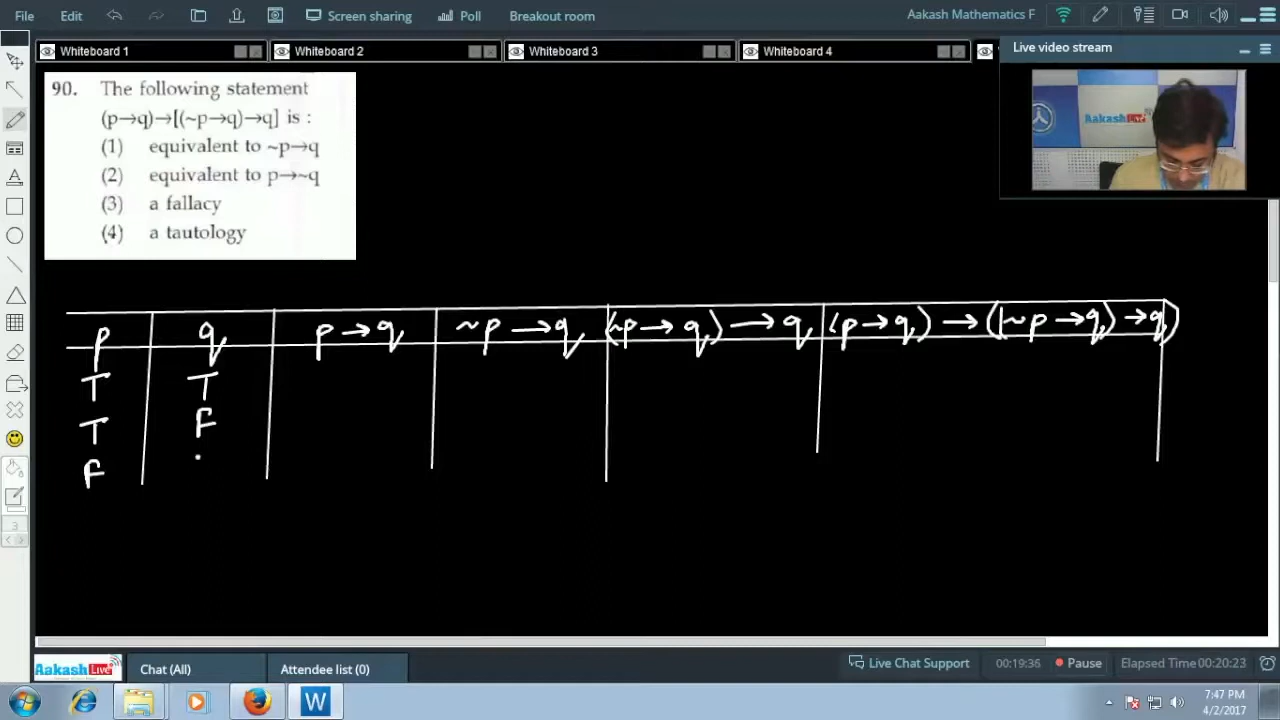 File Edit Screen sharing Poll Breakout room Aakash Mathematics F
Whiteboard 1 Whiteboard 2 Whiteboard 3 Whiteboard 4 Live video stream
90. The following statement
(p→q)→[(~p→q)→q] is :
(1) equivalent to ~p→q
(2) equivalent to p→~q
(3) a fallacy
(4) a tautology
AakashLive
p q p → q ~p → q (~p → q) → q (p → q) → ((~p → q) → q)
T T
T F
F
3
AakashLive Chat (All) Attendee list (0) Live Chat Support 00:19:36 Pause Elapsed Time 00:20:23
W 7:47 PM
4/2/2017